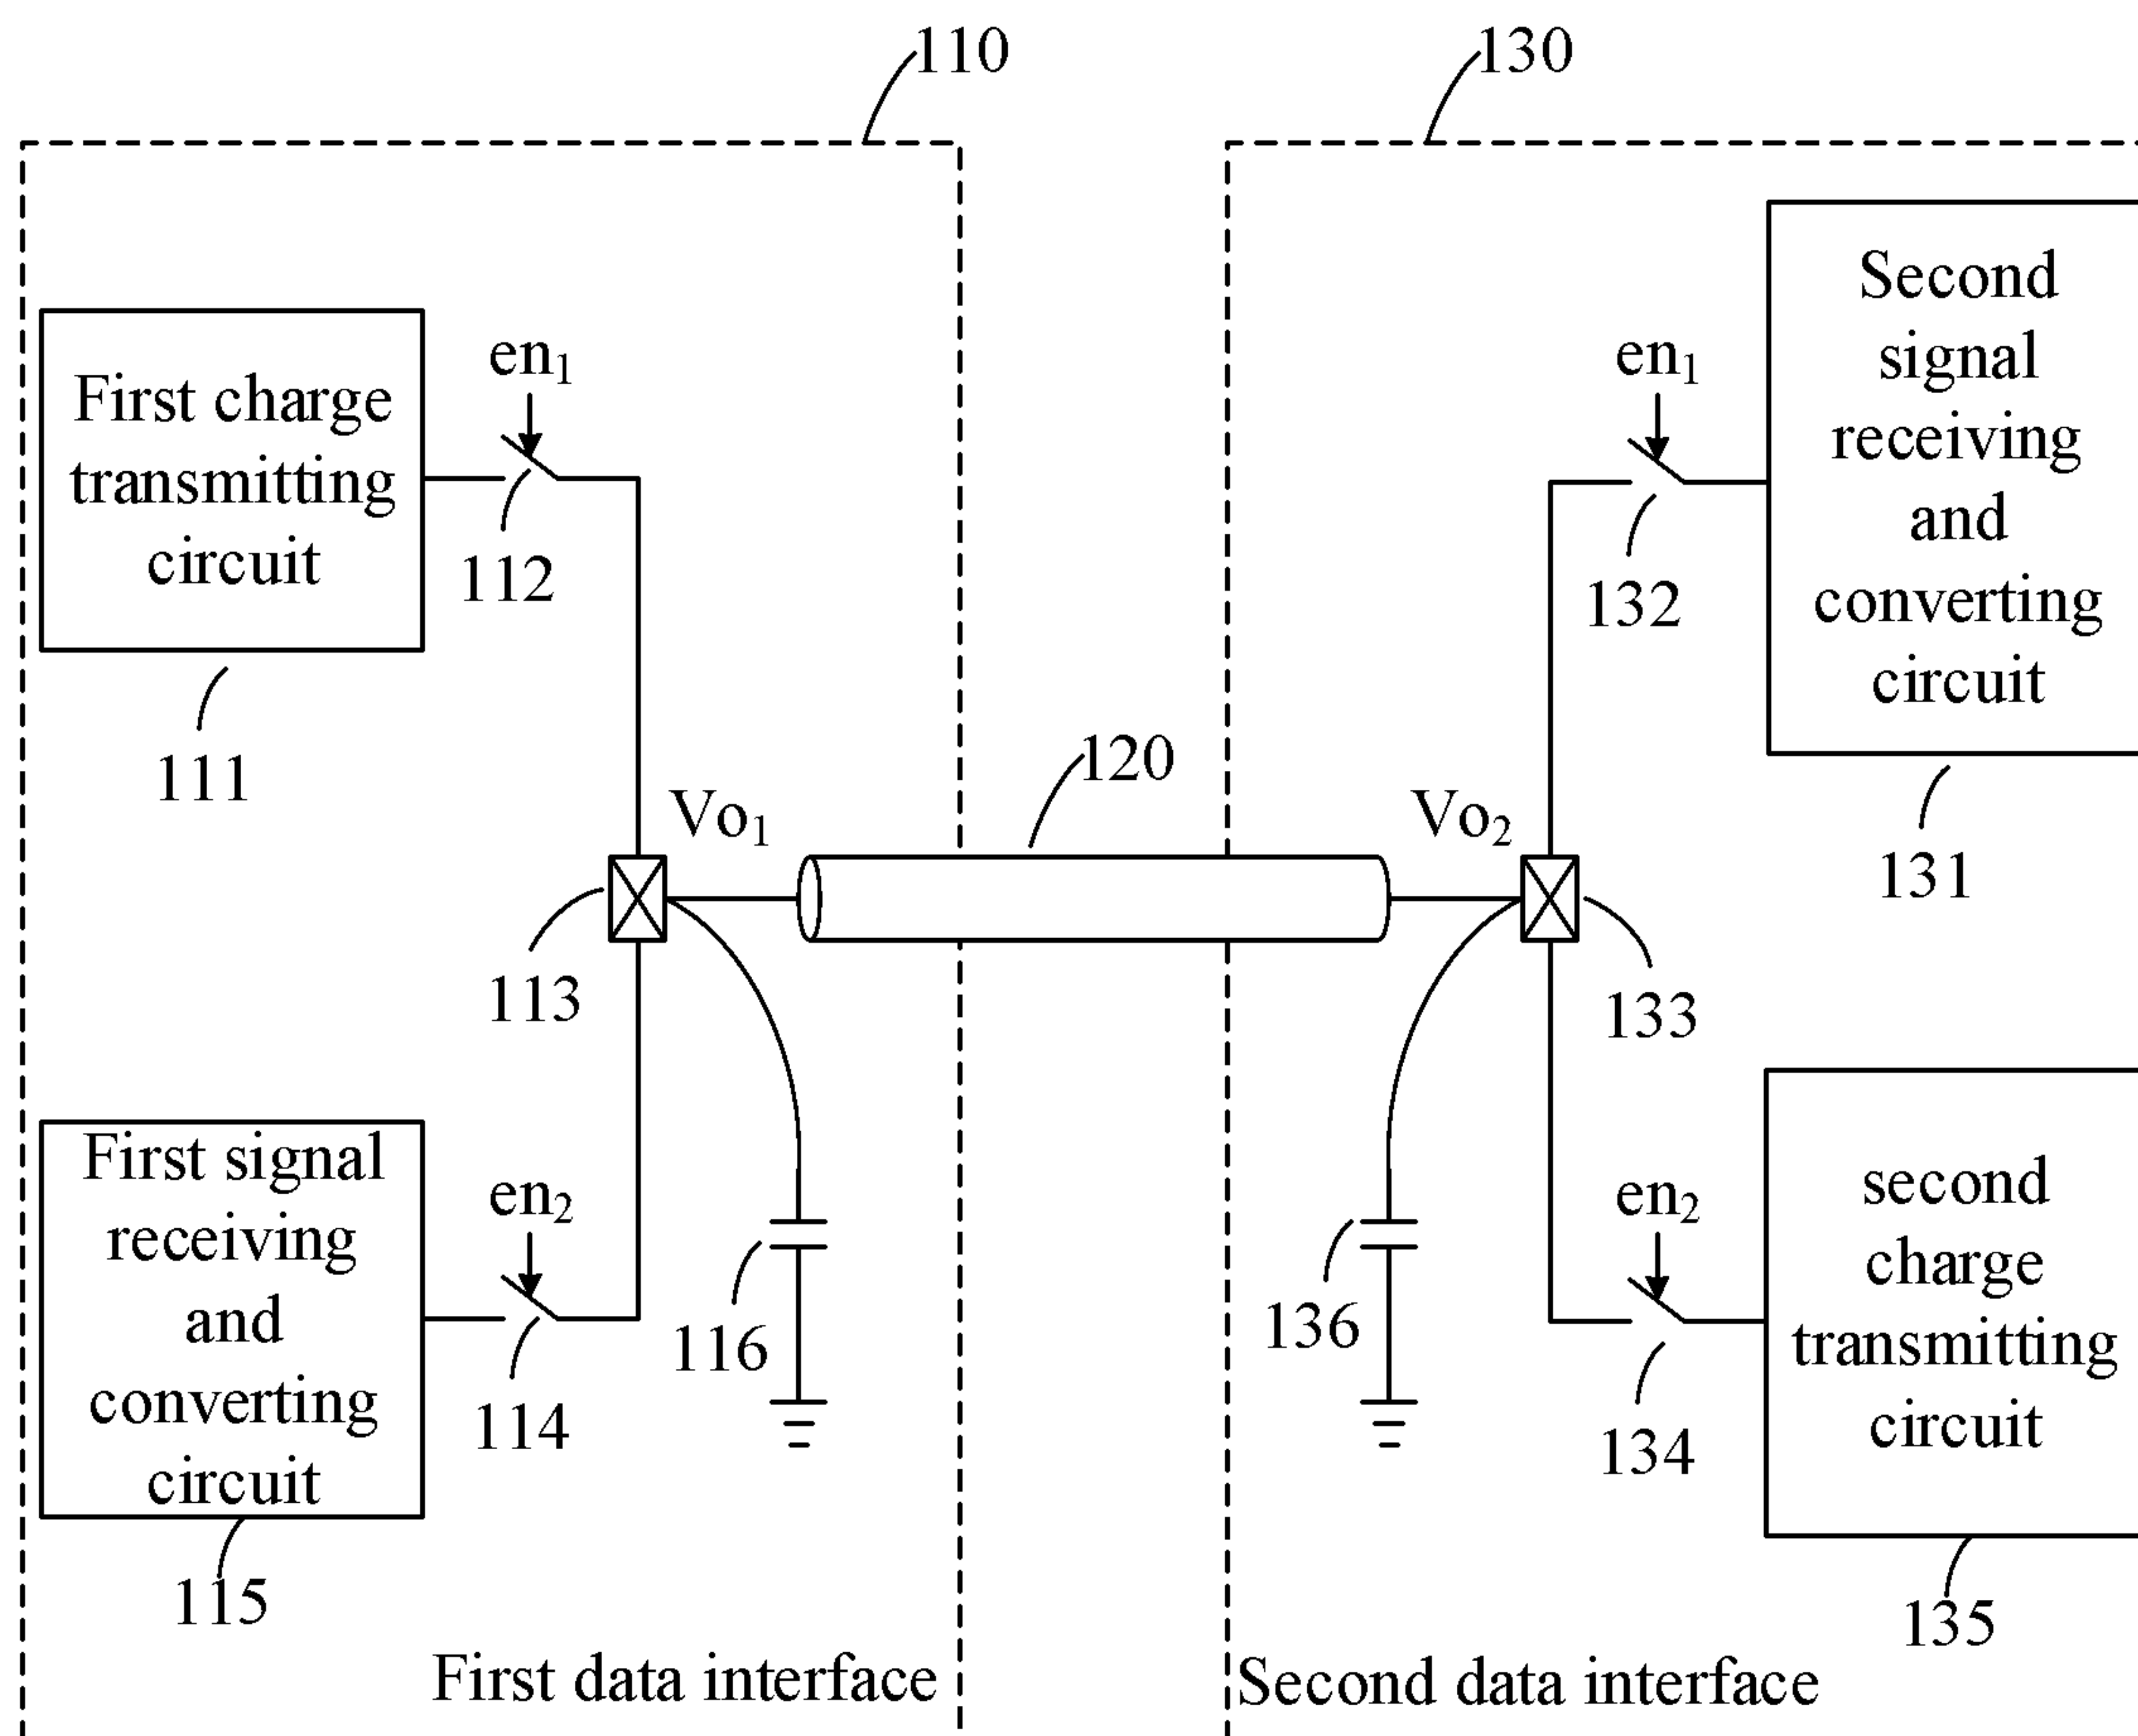 110
130
First charge
transmitting
circuit
en1
112
111
en1
132
Second
signal
receiving
and
converting
circuit
131
Vo1
120
Vo2
113
133
First signal
receiving
and
converting
circuit
115
en2
114
116
136
en2
134
second
charge
transmitting
circuit
135
First data interface
Second data interface